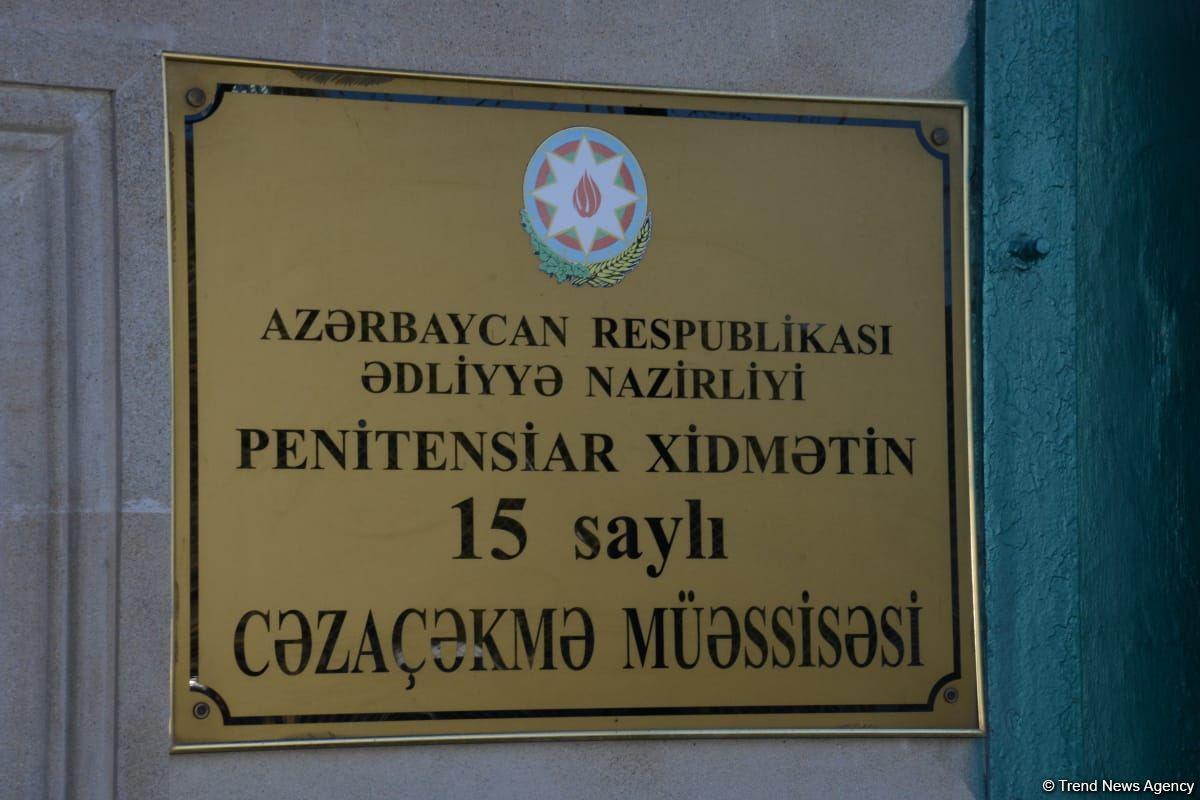 AZƏRBAYCAN RESPUBLİKASI
ƏDLİYYƏ NAZİRLİYİ
PENİTENSİAR XİDMƏTİN
15 saylı
CƏZAÇƏKMƏ MÜƏSSİSƏSİ
© Trend News Agency